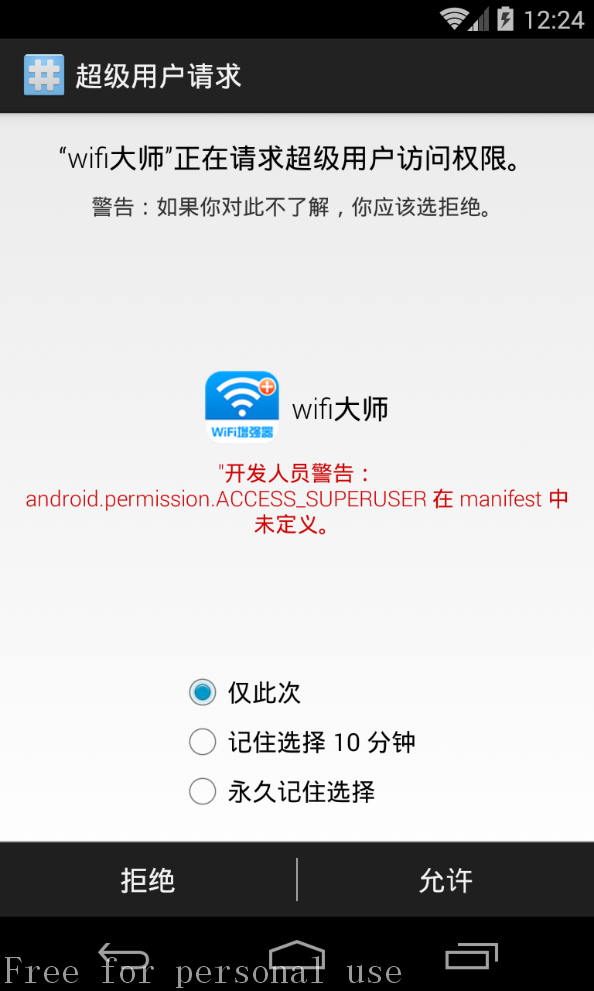 12:24
超级用户请求
“wifi大师”正在请求超级用户访问权限。
警告：如果你对此不了解，你应该选拒绝。
WiFi增强器
wifi大师
"开发人员警告：
android.permission.ACCESS_SUPERUSER 在 manifest 中
未定义。
仅此次
记住选择 10 分钟
永久记住选择
拒绝 允许
Free for personal use